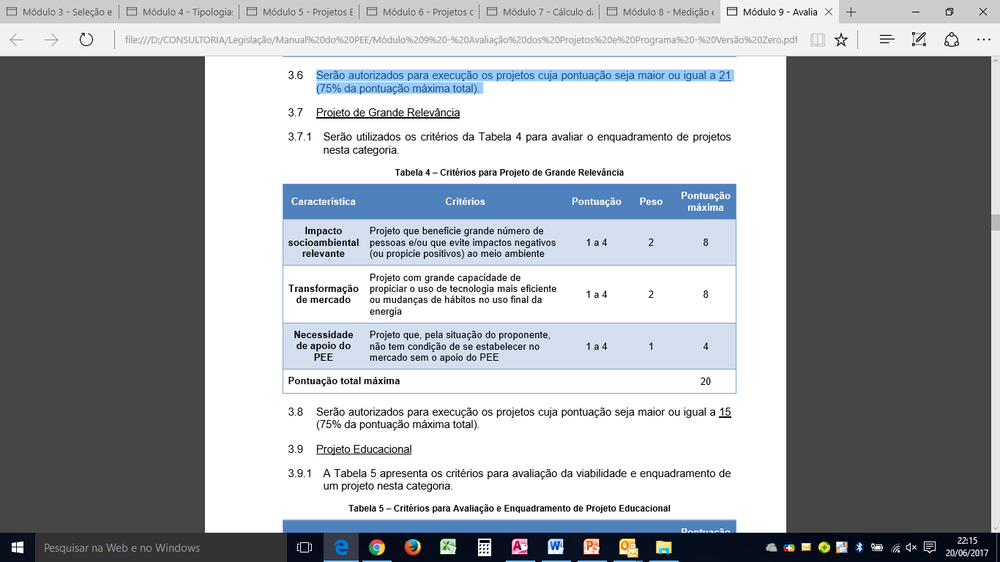 Módulo 3 - Seleção e
Módulo 4 - Tipologias
Módulo 5 - Projetos E
Módulo 6 - Projetos c
Módulo 7 - Cálculo da
Módulo 8 - Medição e
Módulo 9 - Avalia
file:///D:/CONSULTORIA/Legislação/Manual%20do%20PEE/Módulo%209%20-%20Avaliação%20dos%20Projetos%20e%20Programa%20-%20Versão%20Zero.pdf
3.6 Serão autorizados para execução os projetos cuja pontuação seja maior ou igual a 21
(75% da pontuação máxima total).
3.7 Projeto de Grande Relevância
3.7.1 Serão utilizados os critérios da Tabela 4 para avaliar o enquadramento de projetos
nesta categoria.
Tabela 4 – Critérios para Projeto de Grande Relevância
Característica Critérios Pontuação Peso Pontuação
máxima
Impacto
socioambiental
relevante
Projeto que beneficie grande número de
pessoas e/ou que evite impactos negativos
(ou propicie positivos) ao meio ambiente
1 a 4 2 8
Transformação
de mercado
Projeto com grande capacidade de
propiciar o uso de tecnologia mais eficiente
ou mudanças de hábitos no uso final da
energia
1 a 4 2 8
Necessidade
de apoio do
PEE
Projeto que, pela situação do proponente,
não tem condição de se estabelecer no
mercado sem o apoio do PEE
1 a 4 1 4
Pontuação total máxima 20
3.8 Serão autorizados para execução os projetos cuja pontuação seja maior ou igual a 15
(75% da pontuação máxima total).
3.9 Projeto Educacional
3.9.1 A Tabela 5 apresenta os critérios para avaliação da viabilidade e enquadramento de
um projeto nesta categoria.
Tabela 5 – Critérios para Avaliação e Enquadramento de Projeto Educacional
Pontuação
Pesquisar na Web e no Windows
22:15
20/06/2017